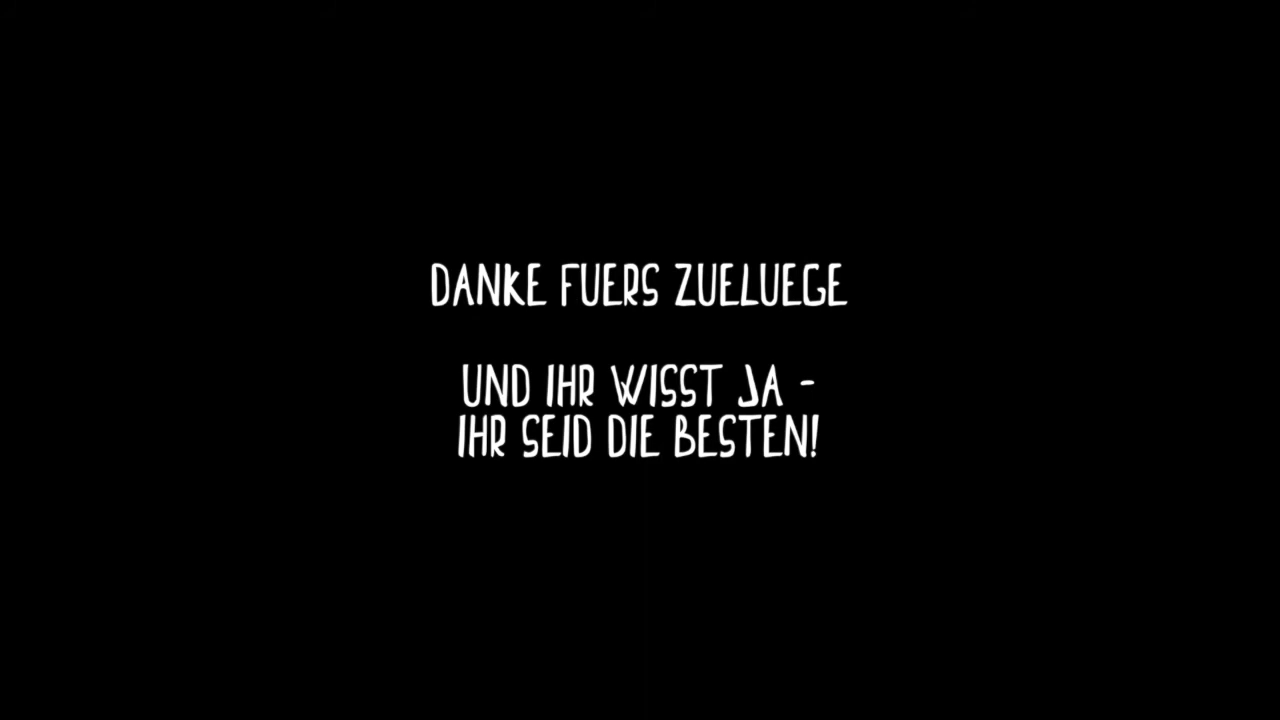 DANKE FUERS ZUELUEGE
UND IHR WISST JA -
IHR SEID DIE BESTEN!